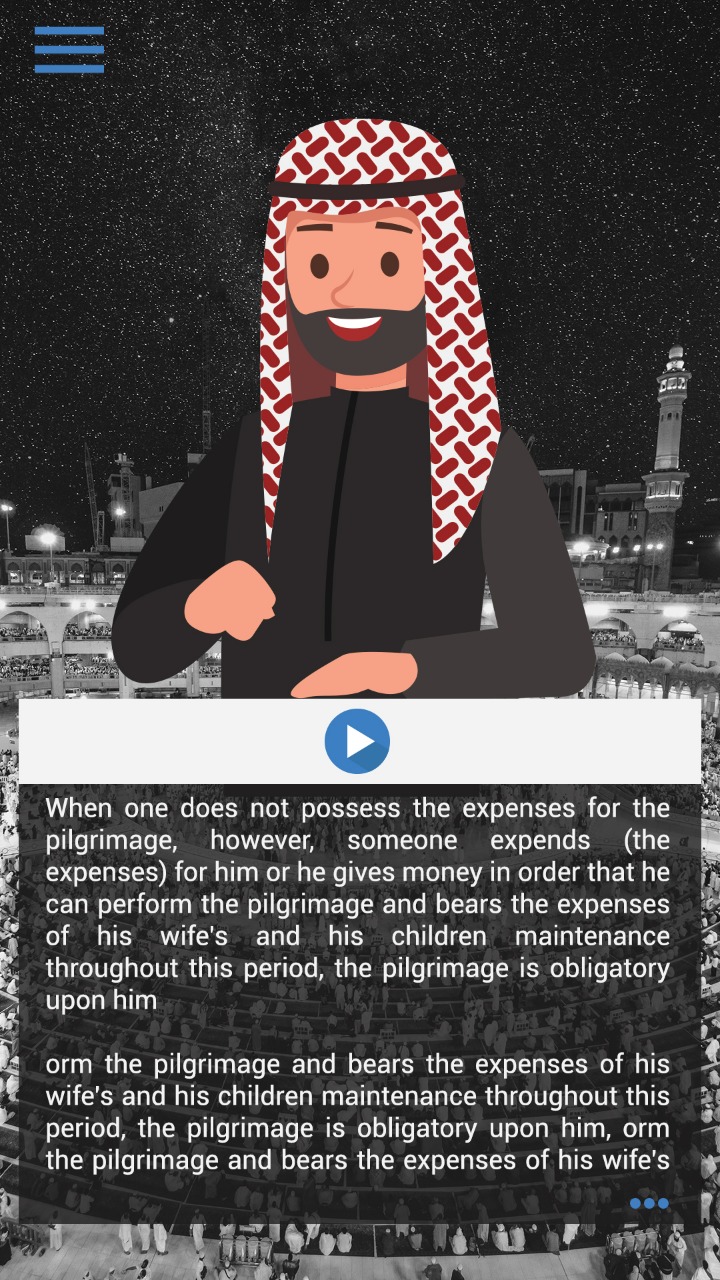 When one does not possess the expenses for the
pilgrimage, however, someone expends (the
expenses) for him or he gives money in order that he
can perform the pilgrimage and bears the expenses
of his wife's and his children maintenance
throughout this period, the pilgrimage is obligatory
upon him
orm the pilgrimage and bears the expenses of his
wife's and his children maintenance throughout this
period, the pilgrimage is obligatory upon him, orm
the pilgrimage and bears the expenses of his wife's